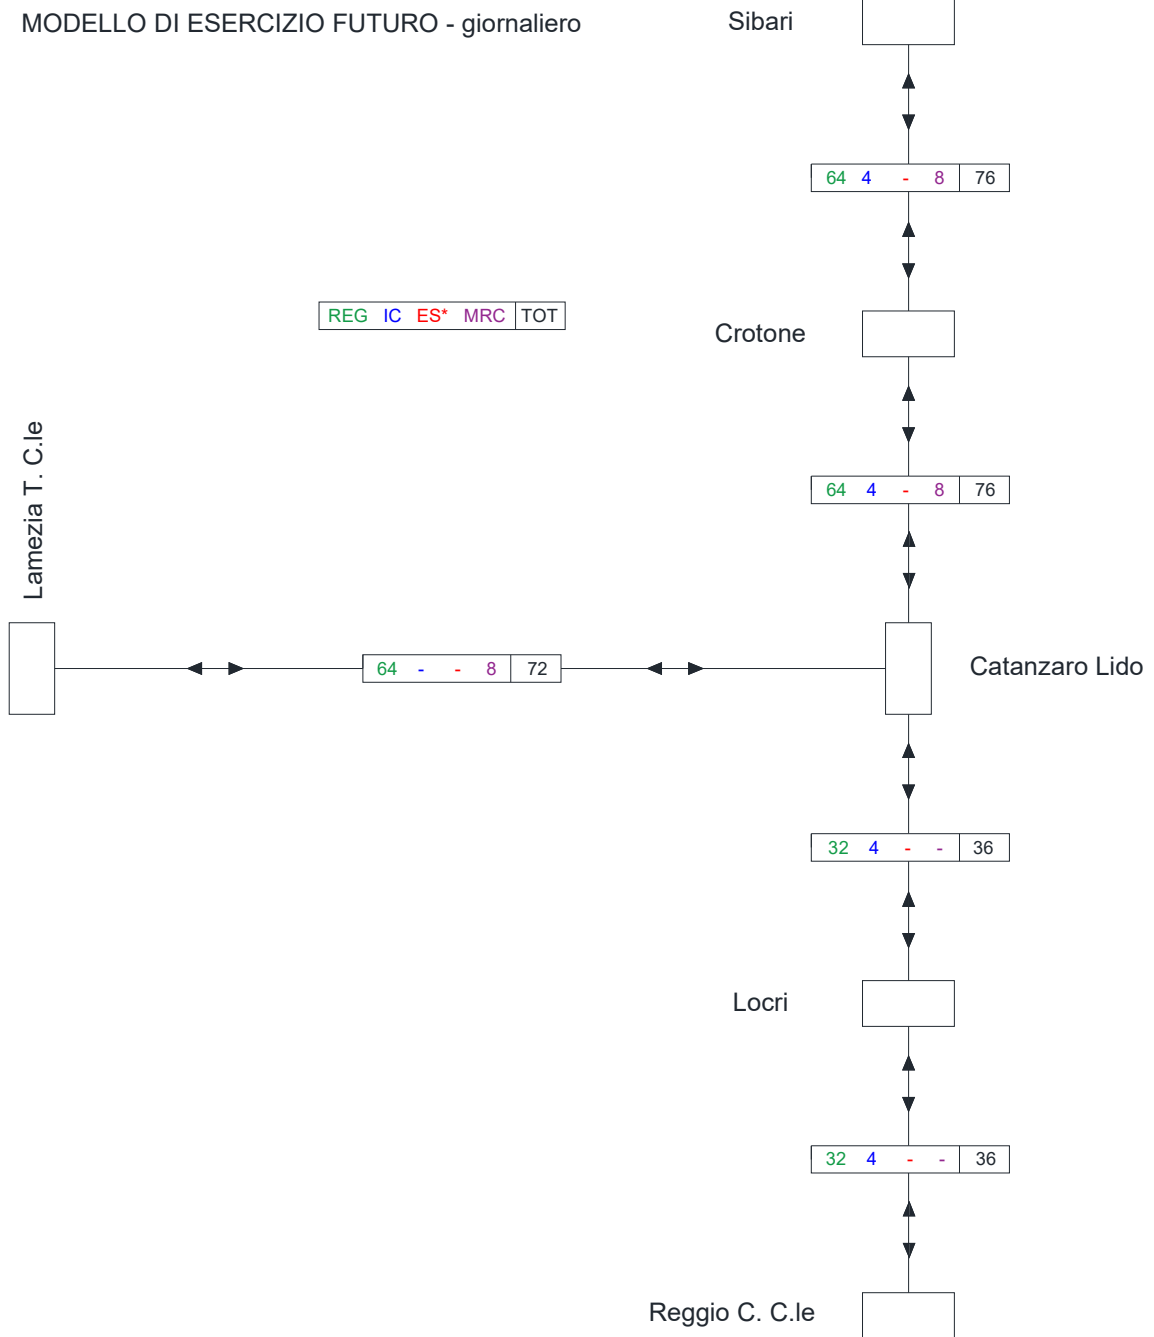 MODELLO DI ESERCIZIO FUTURO - giornaliero
Sibari
64 4 - 8 76
REG IC ES* MRC TOT
Crotone
64 4 - 8 76
Lamezia T. C.le
64 - - 8 72
Catanzaro Lido
32 4 - - 36
Locri
32 4 - - 36
Reggio C. C.le